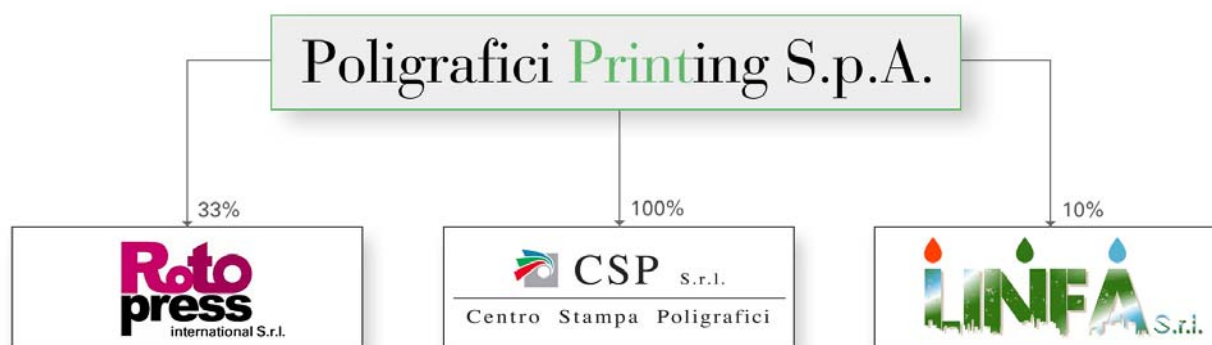 Poligrafici Printing S.p.A.
33%
100%
10%
Roto
press
international S.r.l.
CSP S.r.l.
Centro Stampa Poligrafici
LINFA S.r.l.